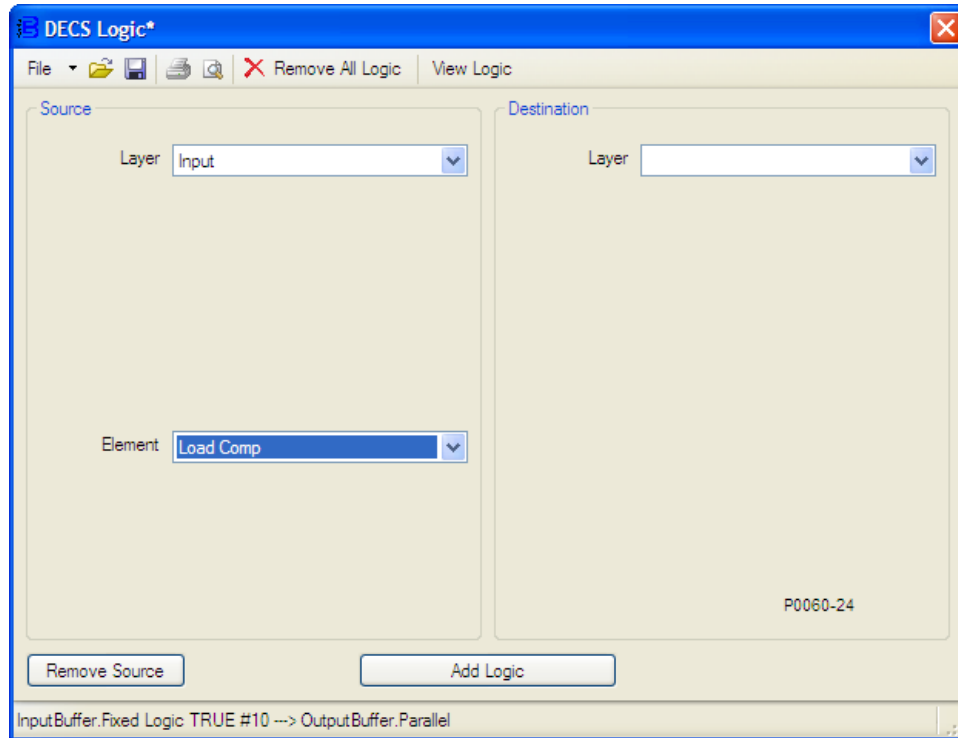 DECS Logic*
File Remove All Logic View Logic
Source
Destination
Layer Input
Layer
Element Load Comp
P0060-24
Remove Source
Add Logic
InputBuffer.Fixed Logic TRUE #10 ---> OutputBuffer.Parallel